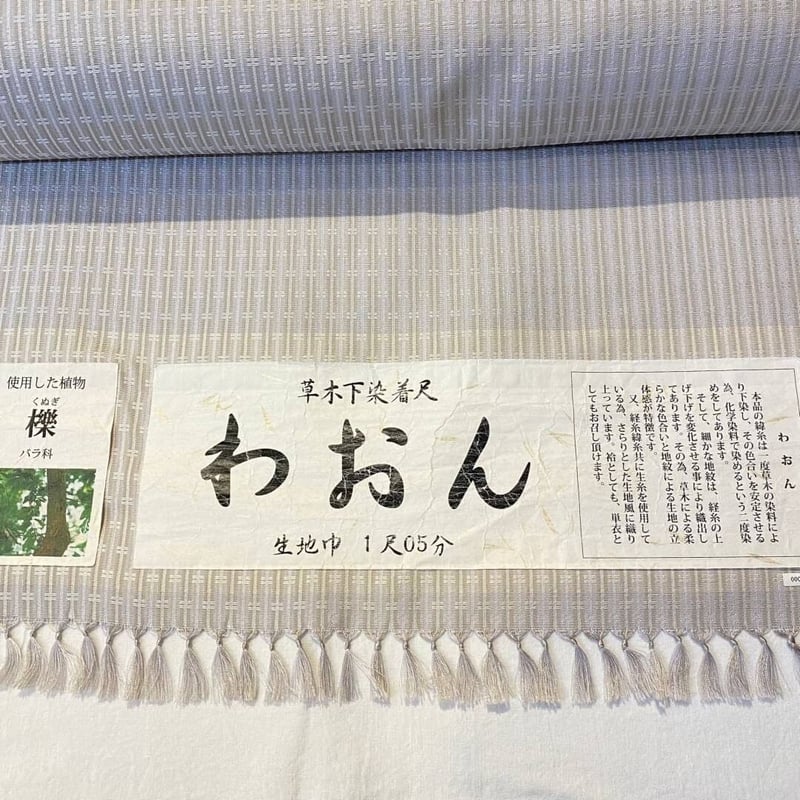 使用した植物
くぬぎ
櫟
バラ科
草木下染着尺
わおん
生地巾 1尺05分
わおん
本品の緯糸は一度草木の染料によ
り下染し、その色合いを安定させる
為、化学染料で染めるという二度染
めをしてあります。
そして、細かな地紋は、経糸の上
げ下げを変化させる事により織出し
てあります。その為、草木による柔
らかな色合いと地紋による生地の立
体感が特徴です。
又、経糸緯糸共に生糸を使用して
いる為、さらりとした生地風に織り
上っています。袷としても、単衣と
してもお召し頂けます。